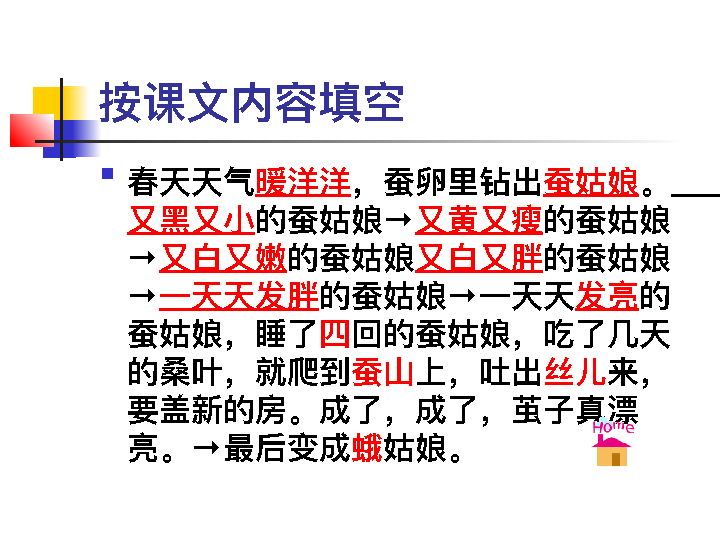 按课文内容填空
春天天气暖洋洋，蚕卵里钻出蚕姑娘。____
又黑又小的蚕姑娘→又黄又瘦的蚕姑娘
→又白又嫩的蚕姑娘又白又胖的蚕姑娘
→一天天发胖的蚕姑娘→一天天发亮的
蚕姑娘，睡了四回的蚕姑娘，吃了几天
的桑叶，就爬到蚕山上，吐出丝儿来，
要盖新的房。成了，成了，茧子真漂
亮。→最后变成蛾姑娘。
Home